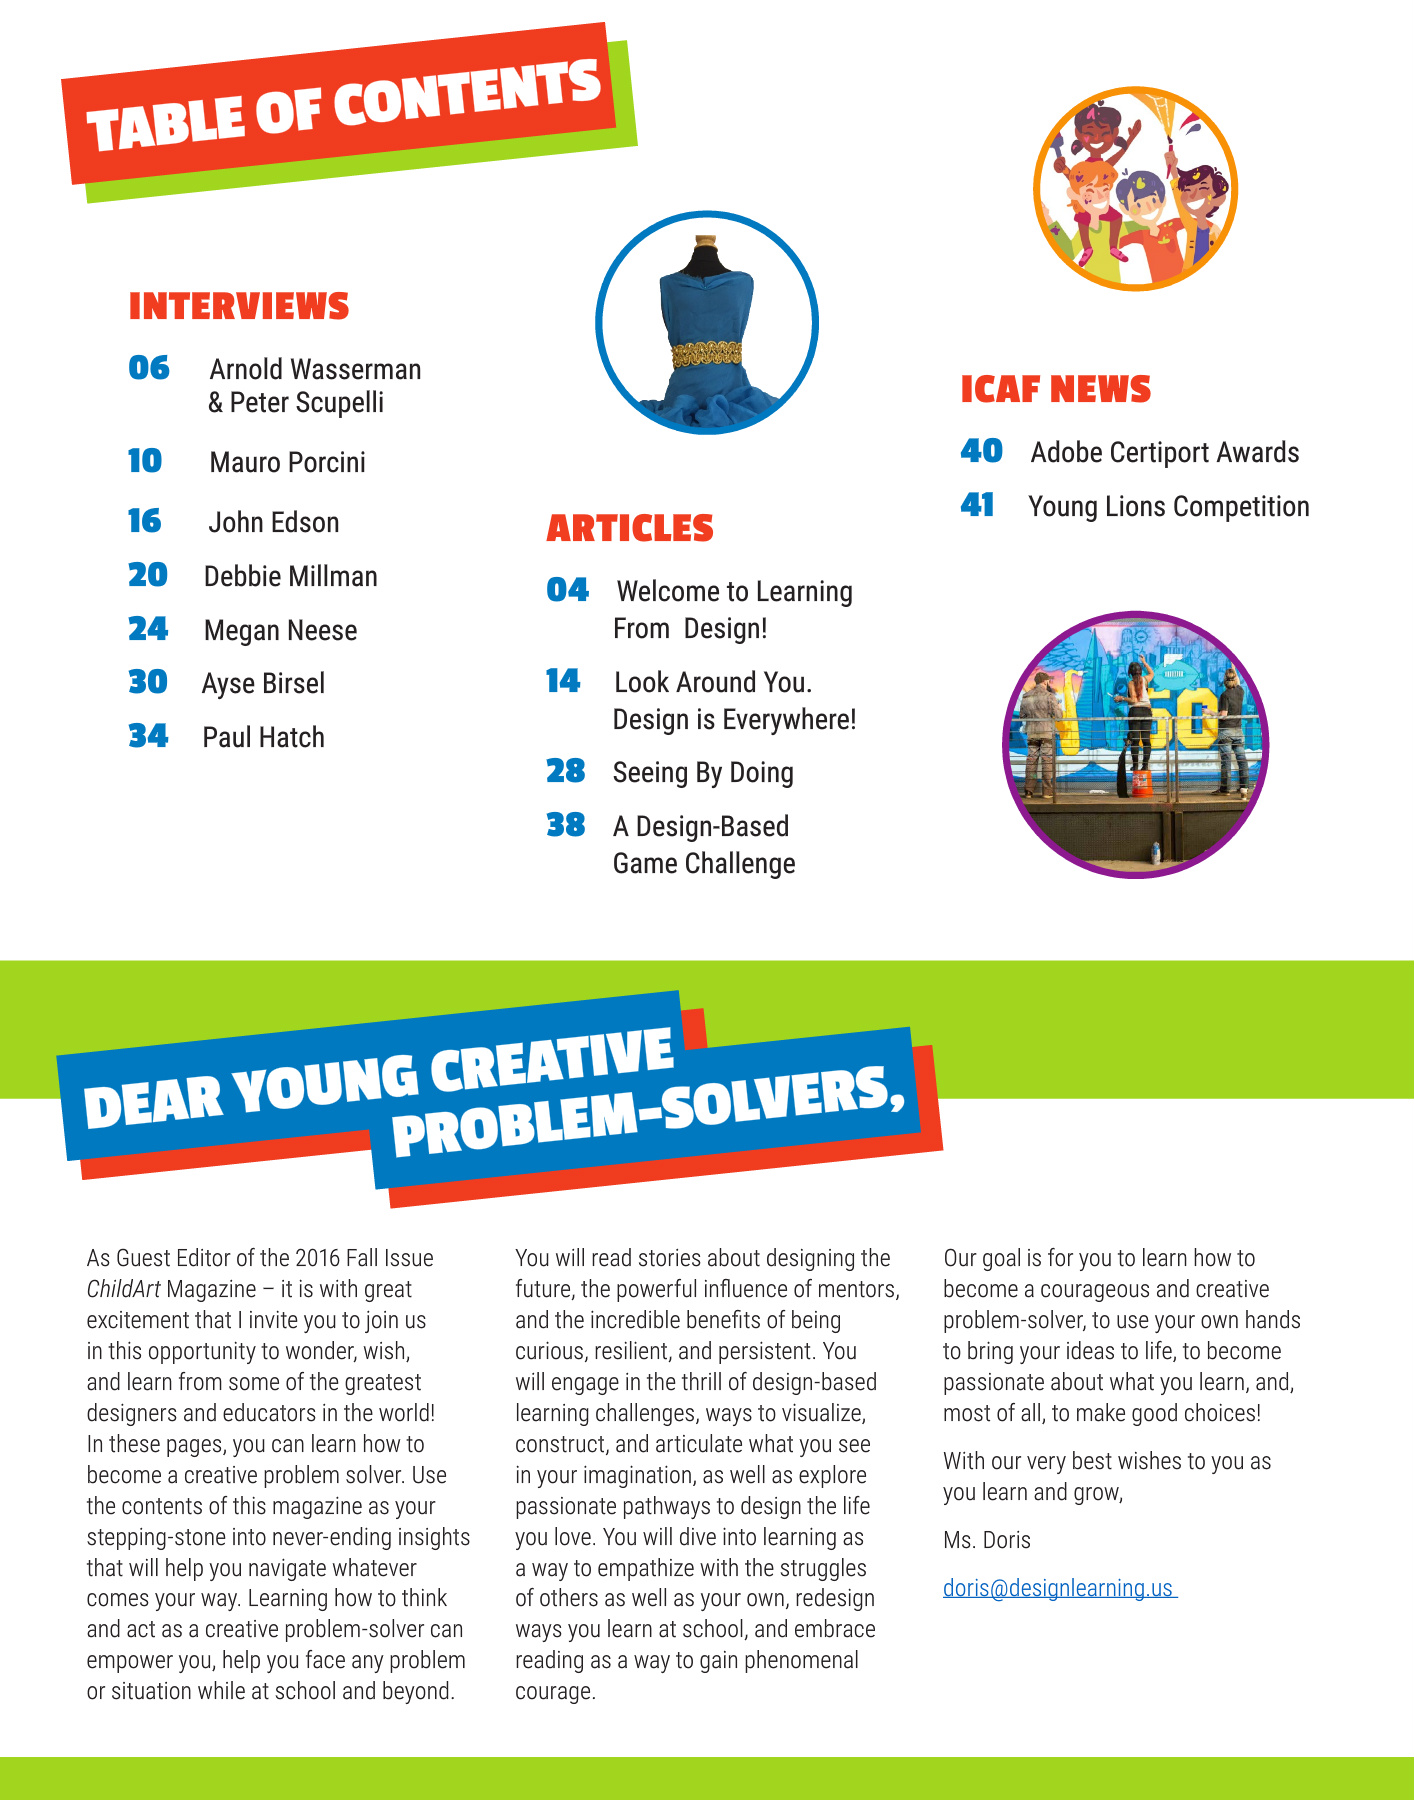 TABLE OF CONTENTS
INTERVIEWS
06 Arnold Wasserman
& Peter Scupelli
10 Mauro Porcini
16 John Edson
20 Debbie Millman
24 Megan Neese
30 Ayse Birsel
34 Paul Hatch
ARTICLES
04 Welcome to Learning
From Design!
14 Look Around You.
Design is Everywhere!
28 Seeing By Doing
38 A Design-Based
Game Challenge
ICAF NEWS
40 Adobe Certiport Awards
41 Young Lions Competition
50
DEAR YOUNG CREATIVE
PROBLEM-SOLVERS,
As Guest Editor of the 2016 Fall Issue
ChildArt Magazine – it is with great
excitement that I invite you to join us
in this opportunity to wonder, wish,
and learn from some of the greatest
designers and educators in the world!
In these pages, you can learn how to
become a creative problem solver. Use
the contents of this magazine as your
stepping-stone into never-ending insights
that will help you navigate whatever
comes your way. Learning how to think
and act as a creative problem-solver can
empower you, help you face any problem
or situation while at school and beyond.
You will read stories about designing the
future, the powerful influence of mentors,
and the incredible benefits of being
curious, resilient, and persistent. You
will engage in the thrill of design-based
learning challenges, ways to visualize,
construct, and articulate what you see
in your imagination, as well as explore
passionate pathways to design the life
you love. You will dive into learning as
a way to empathize with the struggles
of others as well as your own, redesign
ways you learn at school, and embrace
reading as a way to gain phenomenal
courage.
Our goal is for you to learn how to
become a courageous and creative
problem-solver, to use your own hands
to bring your ideas to life, to become
passionate about what you learn, and,
most of all, to make good choices!
With our very best wishes to you as
you learn and grow,
Ms. Doris
doris@designlearning.us